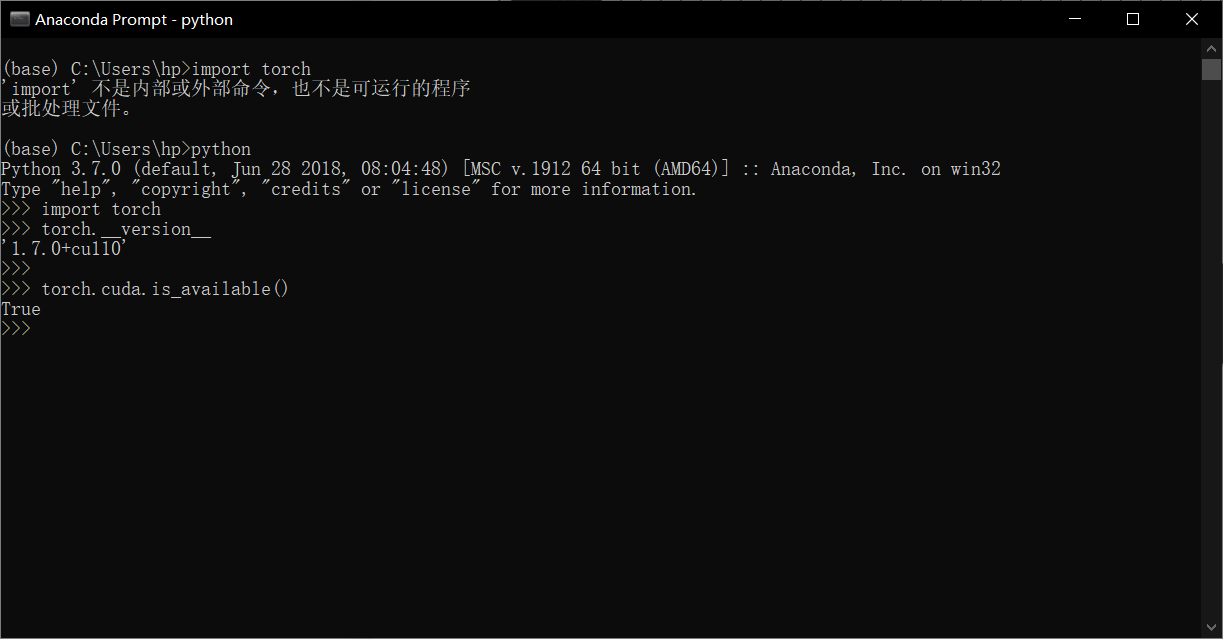 Anaconda Prompt - python
(base) C:\Users\hp>import torch
'import' 不是内部或外部命令，也不是可运行的程序
或批处理文件。
(base) C:\Users\hp>python
Python 3.7.0 (default, Jun 28 2018, 08:04:48) [MSC v.1912 64 bit (AMD64)] :: Anaconda, Inc. on win32
Type "help", "copyright", "credits" or "license" for more information.
>>> import torch
>>> torch.__version__
'1.7.0+cu110'
>>>
>>> torch.cuda.is_available()
True
>>>